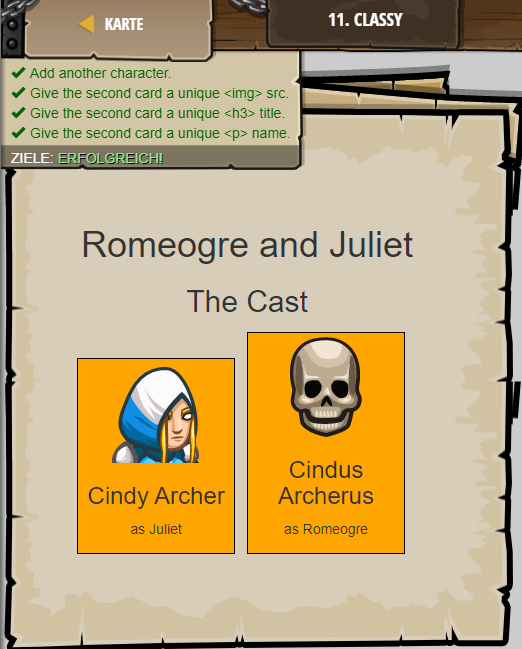 KARTE
11. CLASSY
Add another character.
Give the second card a unique <img> src.
Give the second card a unique <h3> title.
Give the second card a unique <p> name.
ZIELE: ERFOLGREICH!
Romeogre and Juliet
The Cast
Cindy Archer
as Juliet
Cindus
Archerus
as Romeogre